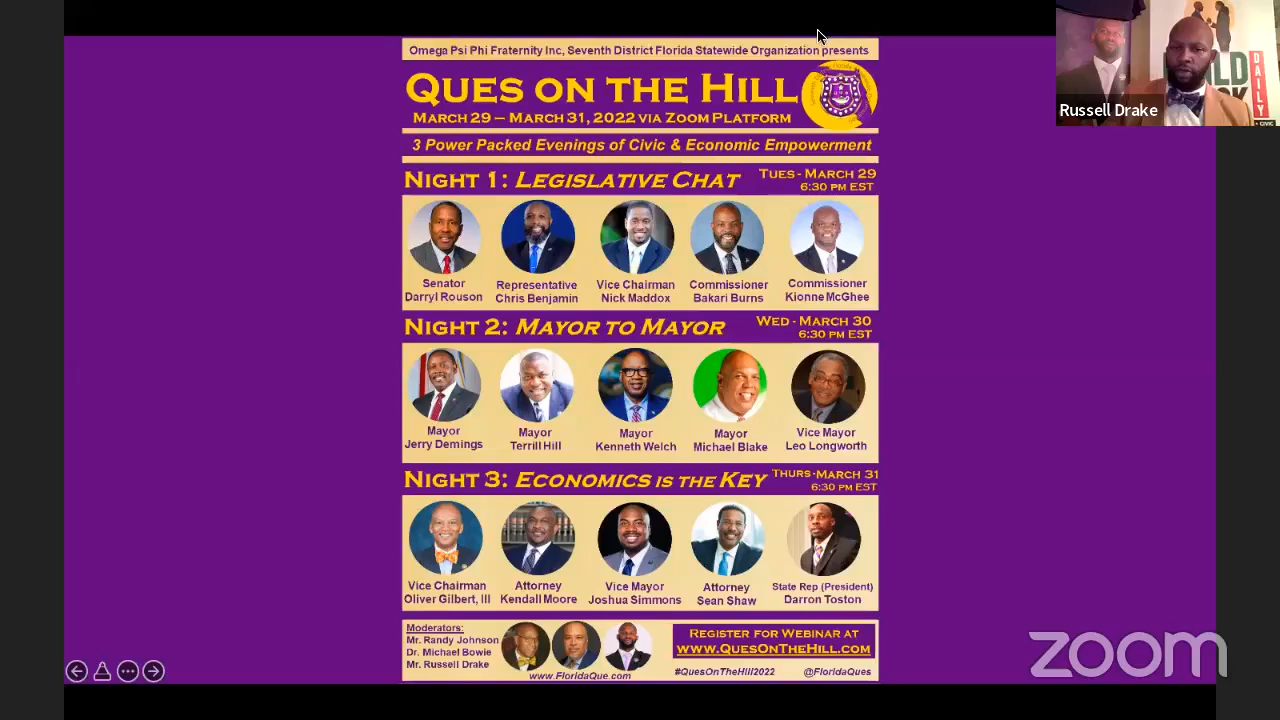 Omega Psi Phi Fraternity Inc, Seventh District Florida Statewide Organization presents
QUES ON THE HILL
MARCH 29 – MARCH 31, 2022 VIA ZOOM PLATFORM
3 Power Packed Evenings of Civic & Economic Empowerment
NIGHT 1: LEGISLATIVE CHAT
TUES - MARCH 29
6:30 PM EST
Senator
Darryl Rouson
Representative
Chris Benjamin
Vice Chairman
Nick Maddox
Commissioner
Bakari Burns
Commissioner
Kionne McGhee
NIGHT 2: MAYOR TO MAYOR
WED - MARCH 30
6:30 PM EST
Mayor
Jerry Demings
Mayor
Terrill Hill
Mayor
Kenneth Welch
Mayor
Michael Blake
Vice Mayor
Leo Longworth
NIGHT 3: ECONOMICS IS THE KEY
THURS - MARCH 31
6:30 PM EST
Vice Chairman
Oliver Gilbert, III
Attorney
Kendall Moore
Vice Mayor
Joshua Simmons
Attorney
Sean Shaw
State Rep (President)
Darron Toston
Moderators:
Mr. Randy Johnson
Dr. Michael Bowie
Mr. Russell Drake
www.FloridaQue.com
REGISTER FOR WEBINAR AT
WWW.QUESONTHEHILL.COM
#QuesOnTheHill2022
@FloridaQues
Russell Drake
DAILY
zoom